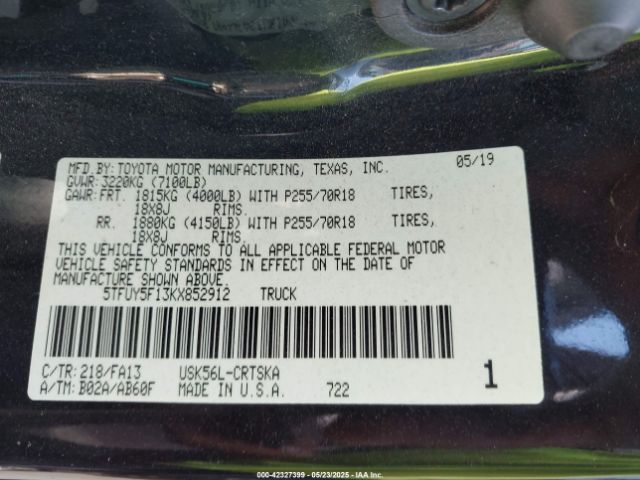 MFD.BY:TOYOTA MOTOR MANUFACTURING, TEXAS, INC. 05/19
GVWR:3220KG (7100LB)
GAWR:FRT. 1815KG (4000LB) WITH P255/70R18 TIRES,
18X8J RIMS.
RR. 1880KG (4150LB) WITH P255/70R18 TIRES,
18X8J RIMS.
THIS VEHICLE CONFORMS TO ALL APPLICABLE FEDERAL MOTOR
VEHICLE SAFETY STANDARDS IN EFFECT ON THE DATE OF
MANUFACTURE SHOWN ABOVE.
5TFUY5F13KX852912 TRUCK
C/TR:218/FA13 USK56L-CRTSKA
A/TM:B02A/AB60F MADE IN U.S.A. 722 1
000-42327399 - 05/23/2025 - IAA Inc.